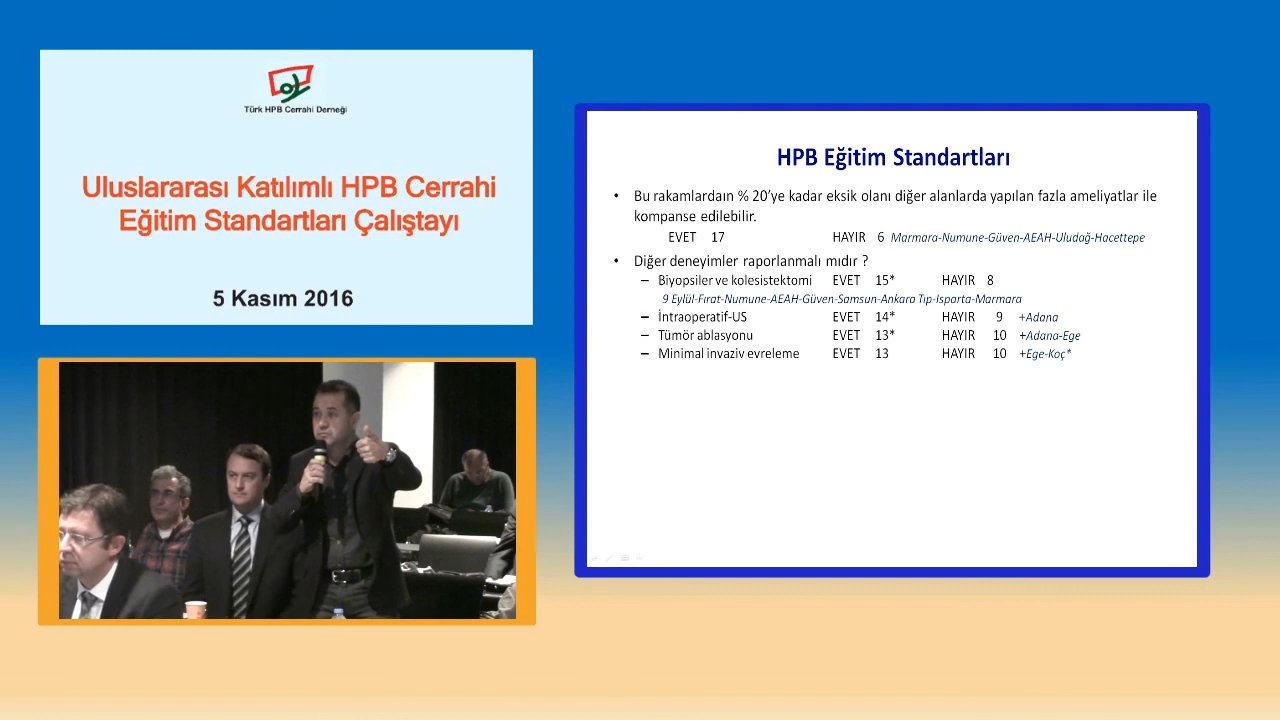 Türk HPB Cerrahi Derneği
Uluslararası Katılımlı HPB Cerrahi
Eğitim Standartları Çalıştayı
5 Kasım 2016
HPB Eğitim Standartları
• Bu rakamlardaın % 20'ye kadar eksik olanı diğer alanlarda yapılan fazla ameliyatlar ile
kompanse edilebilir.
EVET 17 HAYIR 6 Marmara-Numune-Güven-AEAH-Uludağ-Hacettepe
• Diğer deneyimler raporlanmalı mıdır ?
– Biyopsiler ve kolesistektomi EVET 15* HAYIR 8
9 Eylül-Fırat-Numune-AEAH-Güven-Samsun-Ankara Tıp-Isparta-Marmara
– İntraoperatif-US EVET 14* HAYIR 9 +Adana
– Tümör ablasyonu EVET 13* HAYIR 10 +Adana-Ege
– Minimal invaziv evreleme EVET 13 HAYIR 10 +Ege-Koç*